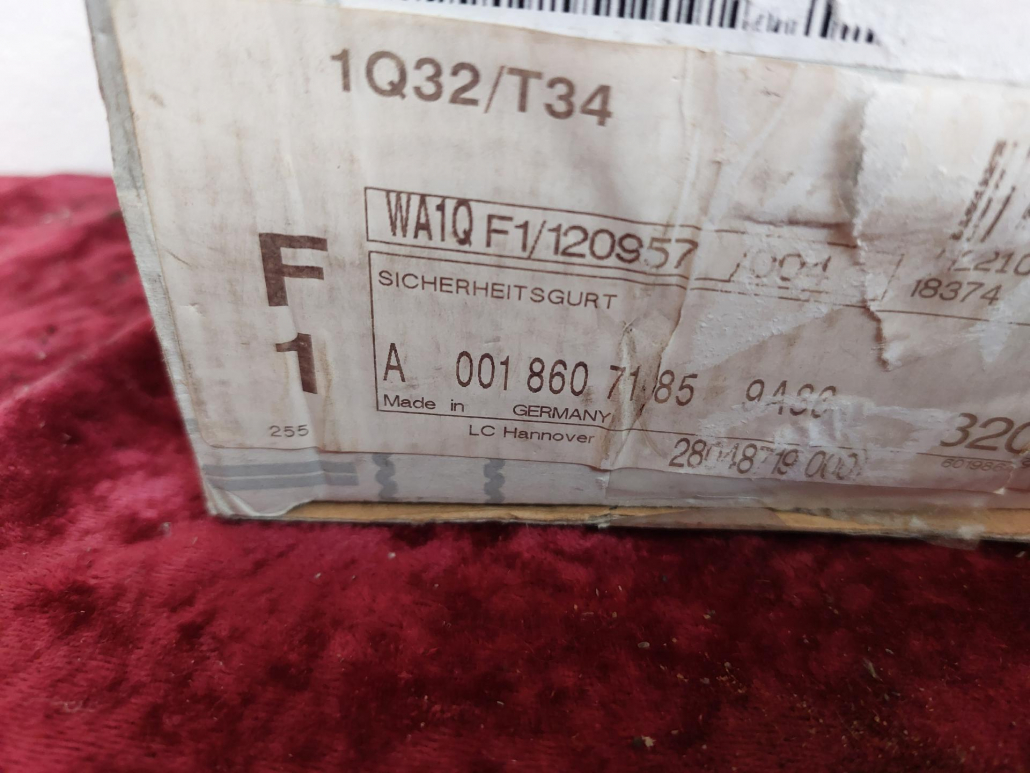 1Q32/T34
WA1Q F1/120957
18374
F
1
SICHERHEITSGURT
A 001 860 71 85
Made in GERMANY
LC Hannover
255